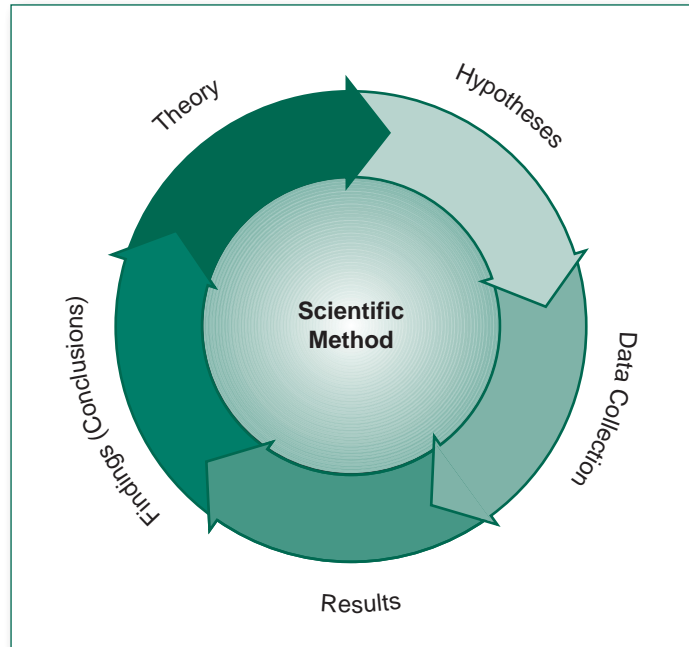 Theory
Hypotheses
Scientific
Method
Data Collection
Findings (Conclusions)
Results